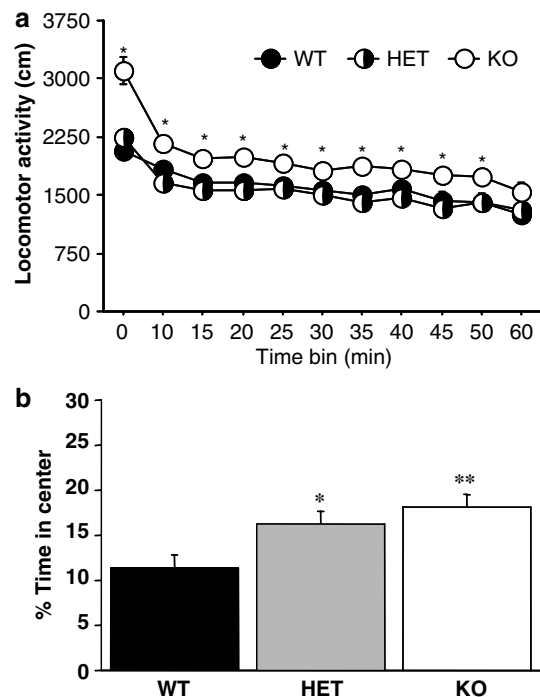 a
3750
3000
2250
1500
750
0
Locomotor activity (cm)
WT HET KO
*
* * * * * * * * *
0 10 15 20 25 30 35 40 45 50 60
Time bin (min)
b
30
25
20
15
10
5
0
% Time in center
*
**
WT HET KO